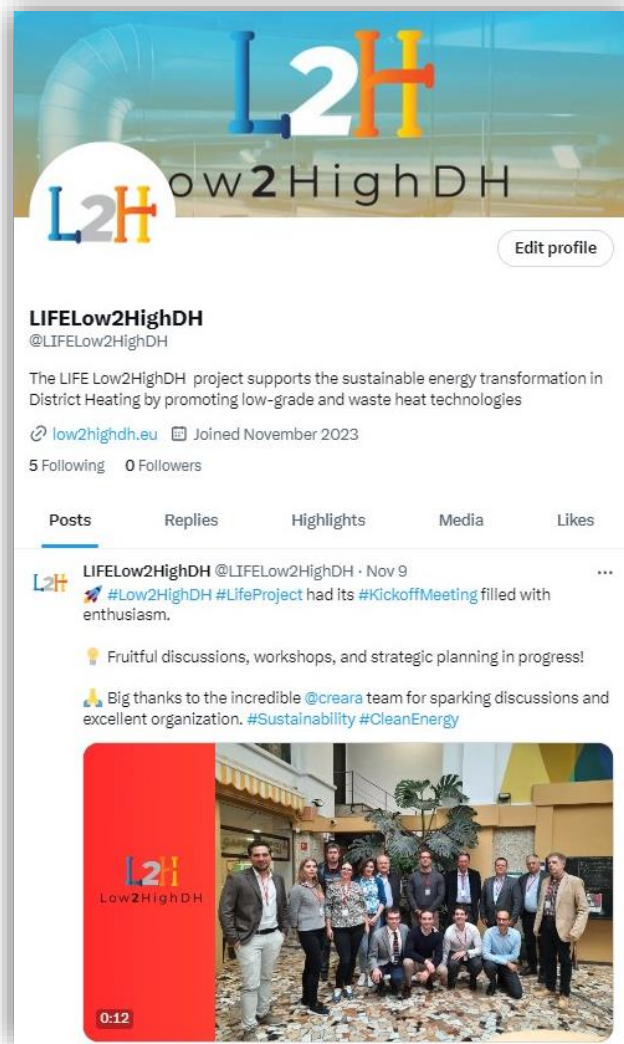 L2H
Low2HighDH
L2H
Edit profile
LIFELow2HighDH
@LIFELow2HighDH
The LIFE Low2HighDH project supports the sustainable energy transformation in
District Heating by promoting low-grade and waste heat technologies
low2highdh.eu Joined November 2023
5 Following 0 Followers
Posts Replies Highlights Media Likes
L2H
LIFELow2HighDH @LIFELow2HighDH · Nov 9 ...
🚀 #Low2HighDH #LifeProject had its #KickoffMeeting filled with
enthusiasm.
💡 Fruitful discussions, workshops, and strategic planning in progress!
🙏 Big thanks to the incredible @creara team for sparking discussions and
excellent organization. #Sustainability #CleanEnergy
L2H
Low2HighDH
0:12